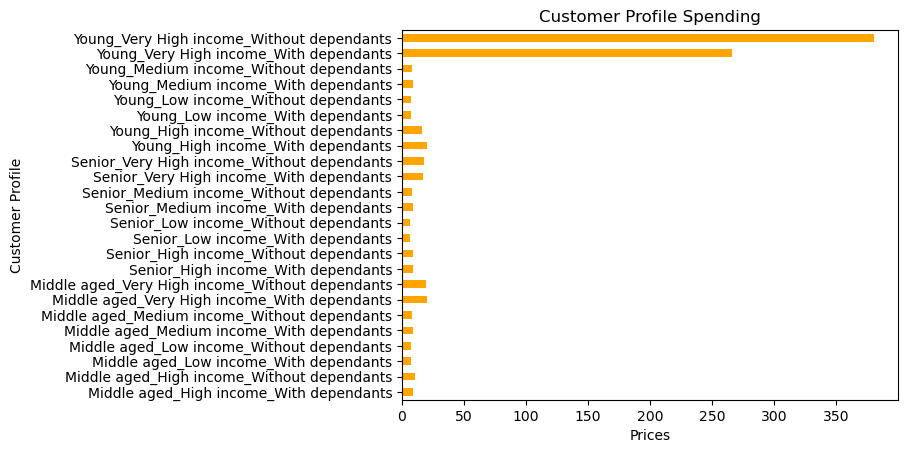 Customer Profile Spending
Customer Profile
Young_Very High income_Without dependants
Young_Very High income_With dependants
Young_Medium income_Without dependants
Young_Medium income_With dependants
Young_Low income_Without dependants
Young_Low income_With dependants
Young_High income_Without dependants
Young_High income_With dependants
Senior_Very High income_Without dependants
Senior_Very High income_With dependants
Senior_Medium income_Without dependants
Senior_Medium income_With dependants
Senior_Low income_Without dependants
Senior_Low income_With dependants
Senior_High income_Without dependants
Senior_High income_With dependants
Middle aged_Very High income_Without dependants
Middle aged_Very High income_With dependants
Middle aged_Medium income_Without dependants
Middle aged_Medium income_With dependants
Middle aged_Low income_Without dependants
Middle aged_Low income_With dependants
Middle aged_High income_Without dependants
Middle aged_High income_With dependants
0 50 100 150 200 250 300 350
Prices